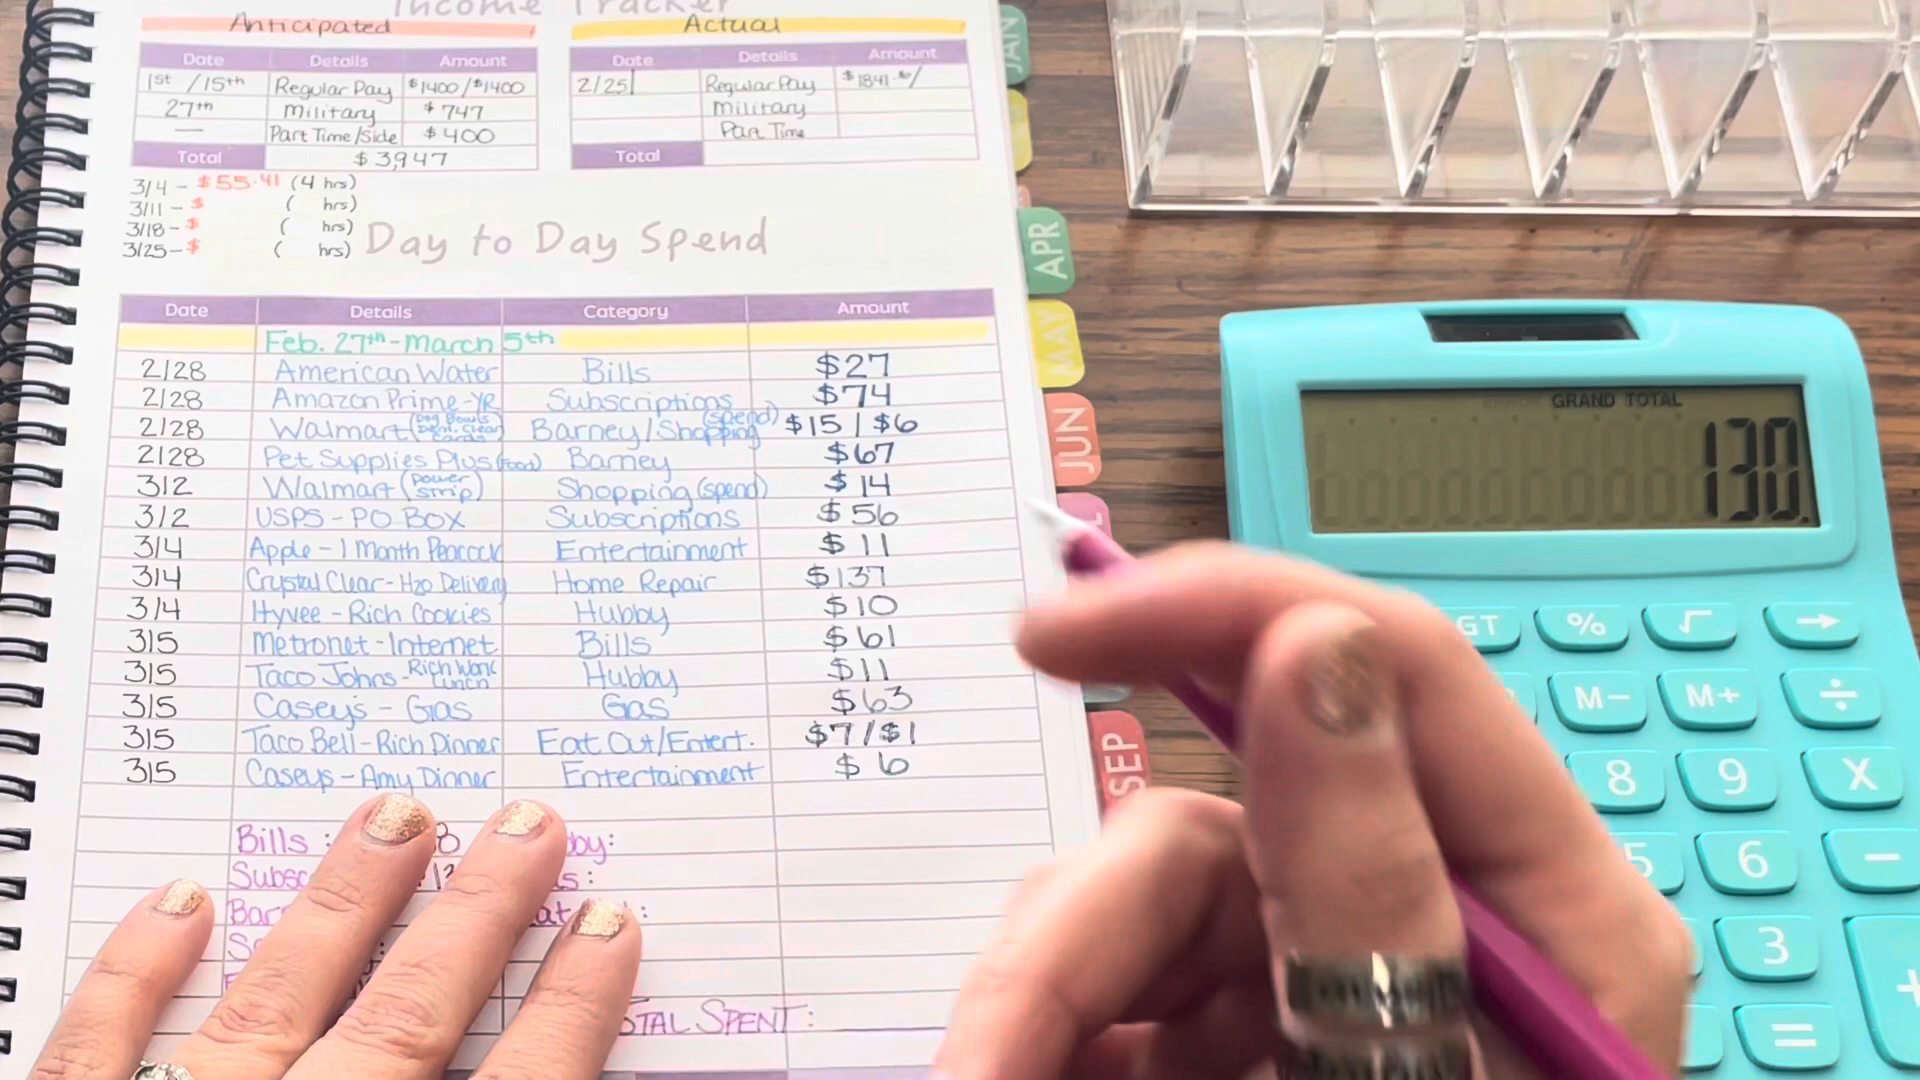 Income Tracker
Anticipated
Date Details Amount
1st / 15th Regular Pay $1400/$1400
27th Military $747
— Part Time/Side $400
Total $3,947
Actual
Date Details Amount
2/25 Regular Pay $1841
Military
Part Time
Total
3/4 - $55.41 (4 hrs)
3/11 - $ ( hrs)
3/18 - $ ( hrs)
3/25 - $ ( hrs)
Day to Day Spend
Date Details Category Amount
Feb. 27th - March 5th
2/28 American Water Bills $27
2/28 Amazon Prime - YR Subscriptions $74
2/28 Walmart (Dog Bowls Cards) Barney/Shopping (spend) $15 / $6
2/28 Pet Supplies Plus (food) Barney $67
3/2 Walmart (power strip) Shopping (spend) $14
3/2 USPS - PO BOX Subscriptions $56
3/4 Apple - 1 Month Peacock Entertainment $11
3/4 Crystal Clear - H2O Delivery Home Repair $137
3/4 Hyvee - Rich Cookies Hubby $10
3/5 Metronet - Internet Bills $61
3/5 Taco Johns - Rich Work Lunch Hubby $11
3/5 Caseys - Gas Gas $63
3/5 Taco Bell - Rich Dinner Eat Out/Entert. $7 / $1
3/5 Caseys - Amy Dinner Entertainment $6
Bills :
SPENT :
JAN
APR
MAY
JUN
SEP
GRAND TOTAL
130.
GT % √ →
M- M+ ÷
8 9 X
5 6 −
3
= +